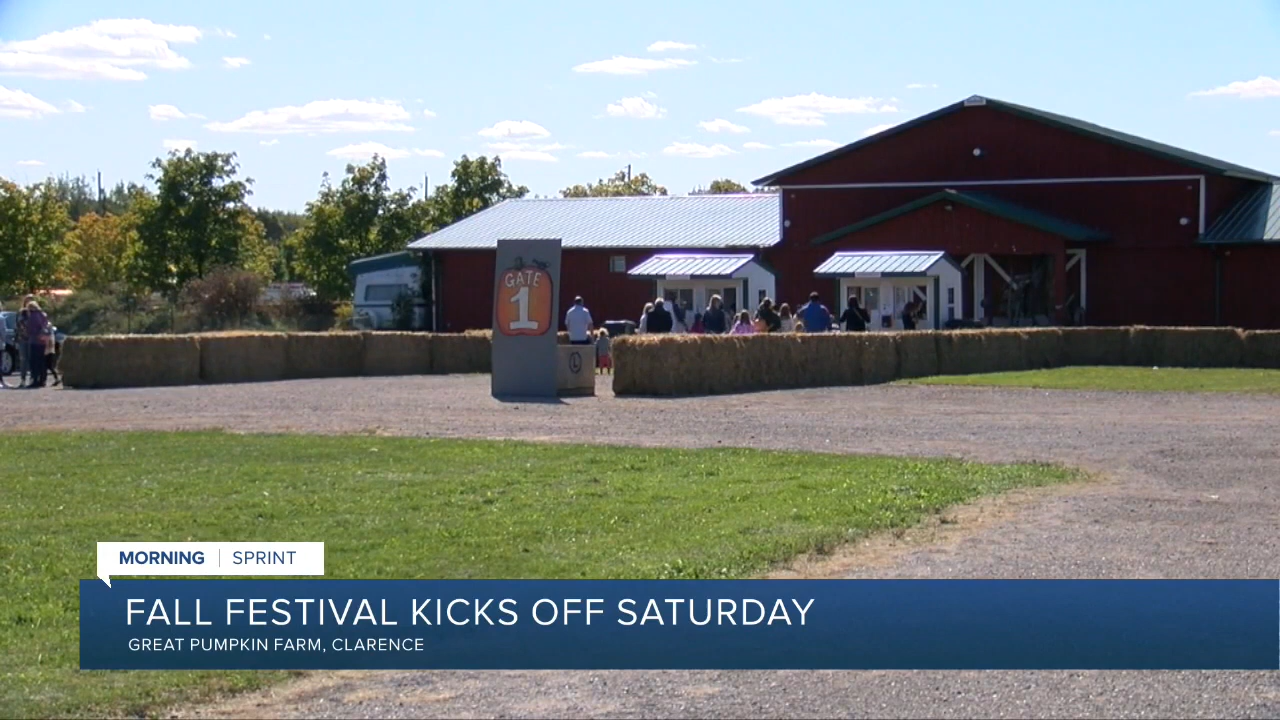 GATE
1
L
MORNING | SPRINT
FALL FESTIVAL KICKS OFF SATURDAY
GREAT PUMPKIN FARM, CLARENCE